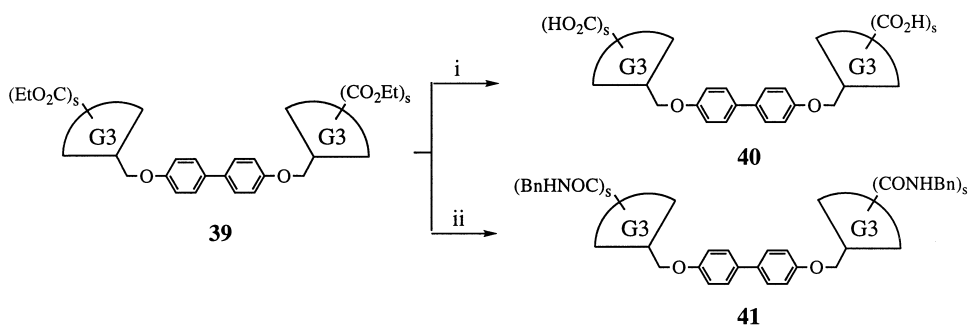 (HO₂C)ₛ
(CO₂H)ₛ
G3
G3
O
O
40
(EtO₂C)ₛ
(CO₂Et)ₛ
G3
G3
O
O
39
i
ii
(BnHNOC)ₛ
(CONHBn)ₛ
G3
G3
O
O
41